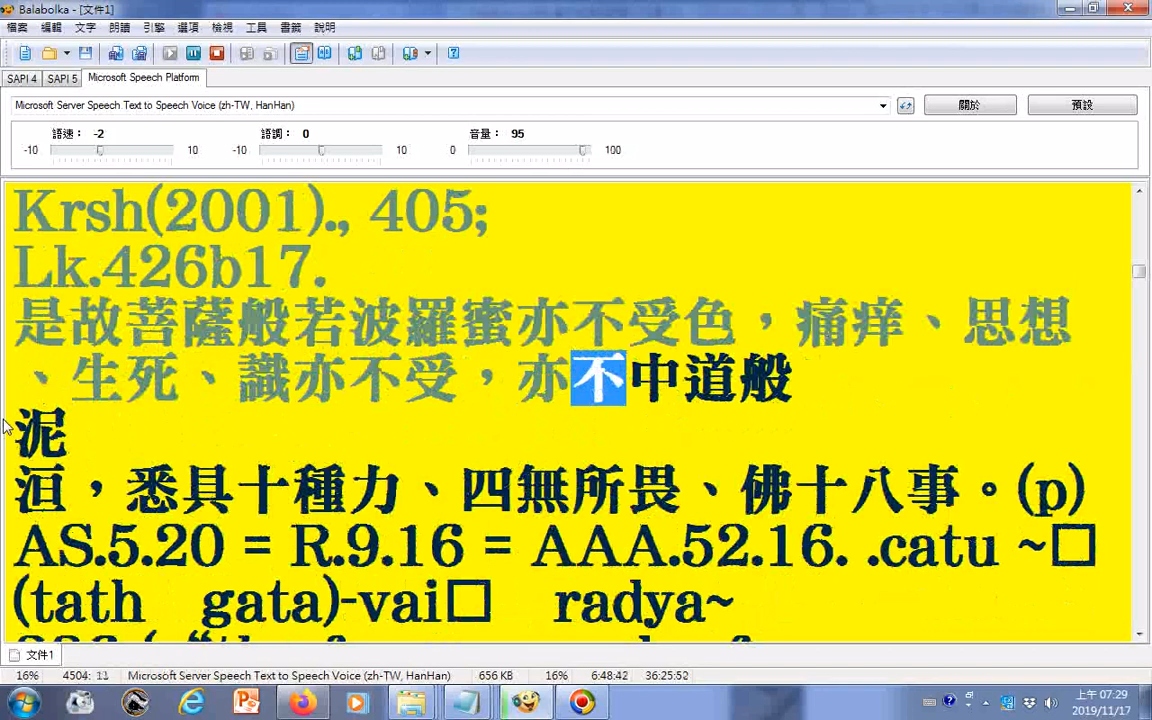 Balabolka - [文件1]
檔案 編輯 文字 朗讀 引擎 選項 檢視 工具 書籤 說明
SAPI 4 SAPI 5 Microsoft Speech Platform
Microsoft Server Speech Text to Speech Voice (zh-TW, HanHan) 關於 預設
語速： -2 語調： 0 音量： 95
-10 10 -10 10 0 100
Krsh(2001)., 405;
Lk.426b17.
是故菩薩般若波羅蜜亦不受色，痛痒、思想
、生死、識亦不受，亦不中道般
泥
洹，悉具十種力、四無所畏、佛十八事。(p)
AS.5.20 = R.9.16 = AAA.52.16. .catu ~□
(tath gata)-vai□ radya~
文件1
16% 4504: 11 Microsoft Server Speech Text to Speech Voice (zh-TW, HanHan) 656 KB 16% 6:48:42 36:25:52
上午 07:29
2019/11/17